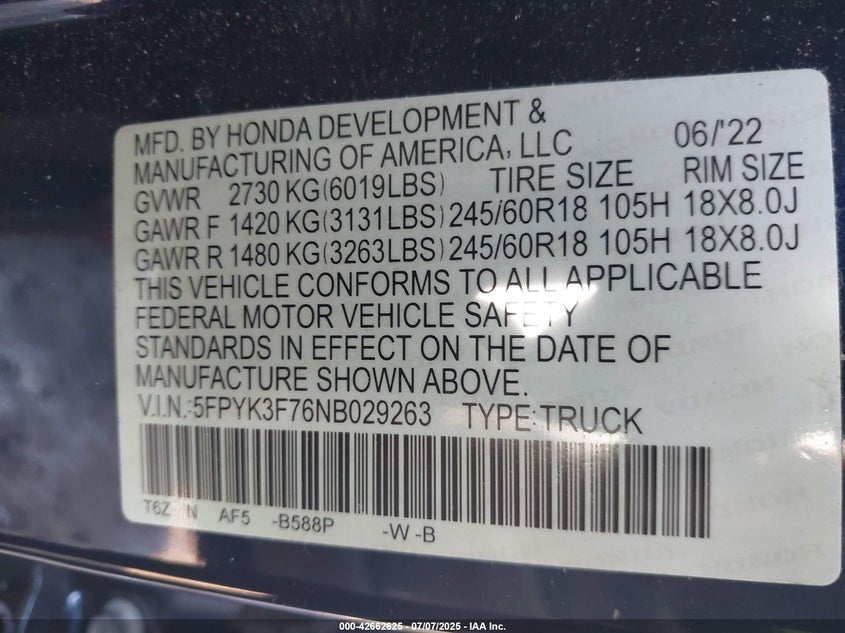 MFD. BY HONDA DEVELOPMENT &
MANUFACTURING OF AMERICA, LLC 06/'22
GVWR 2730 KG(6019LBS) TIRE SIZE RIM SIZE
GAWR F 1420 KG(3131LBS) 245/60R18 105H 18X8.0J
GAWR R 1480 KG(3263LBS) 245/60R18 105H 18X8.0J
THIS VEHICLE CONFORMS TO ALL APPLICABLE
FEDERAL MOTOR VEHICLE SAFETY
STANDARDS IN EFFECT ON THE DATE OF
MANUFACTURE SHOWN ABOVE.
V.I.N.:5FPYK3F76NB029263 TYPE:TRUCK
AF5 -B588P -W -B
000-42662625 | 07/07/2025 - IAA Inc.